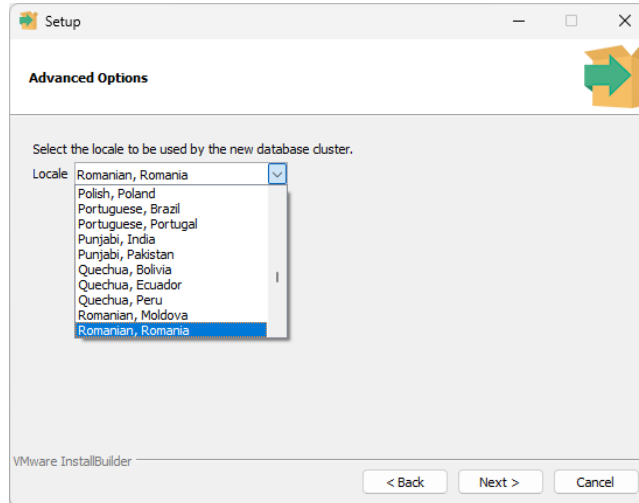 Setup
Advanced Options
Select the locale to be used by the new database cluster.
Locale Romanian, Romania
Polish, Poland
Portuguese, Brazil
Portuguese, Portugal
Punjabi, India
Punjabi, Pakistan
Quechua, Bolivia
Quechua, Ecuador
Quechua, Peru
Romanian, Moldova
Romanian, Romania
VMware InstallBuilder
< Back Next > Cancel